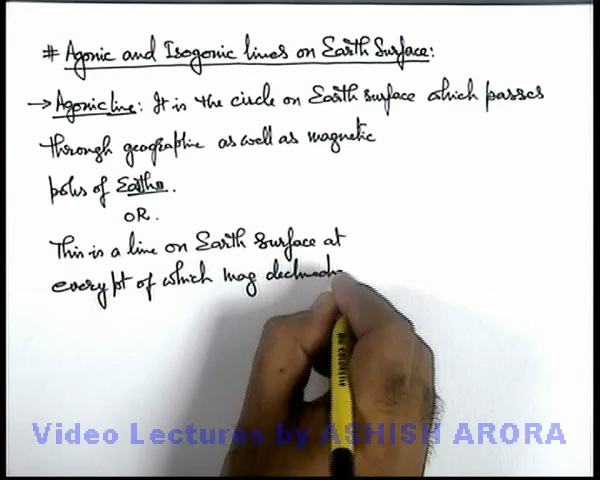 # Agonic and Isogonic lines on Earth Surface:
→ Agonic line: It is the circle on Earth surface which passes
through geographic as well as magnetic
poles of Earth.
OR.
This is a line on Earth Surface at
every pt of which mag
Video Lectures by ASHISH ARORA